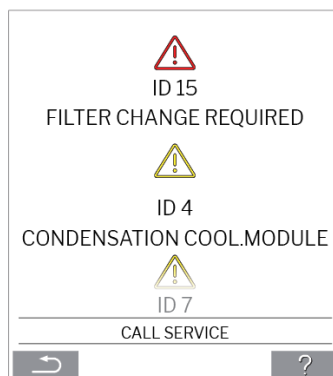 ID 15
FILTER CHANGE REQUIRED
ID 4
CONDENSATION COOL.MODULE
ID 7
CALL SERVICE
?